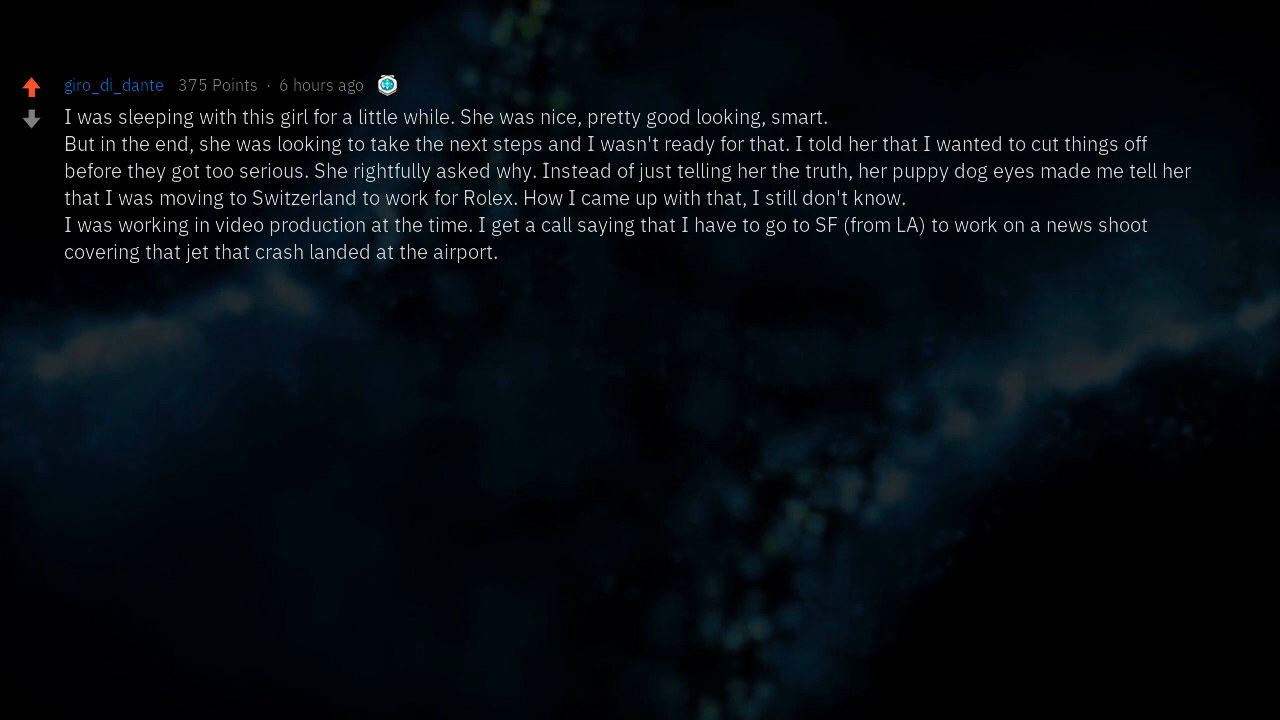 giro_di_dante 375 Points · 6 hours ago
I was sleeping with this girl for a little while. She was nice, pretty good looking, smart.
But in the end, she was looking to take the next steps and I wasn't ready for that. I told her that I wanted to cut things off
before they got too serious. She rightfully asked why. Instead of just telling her the truth, her puppy dog eyes made me tell her
that I was moving to Switzerland to work for Rolex. How I came up with that, I still don't know.
I was working in video production at the time. I get a call saying that I have to go to SF (from LA) to work on a news shoot
covering that jet that crash landed at the airport.